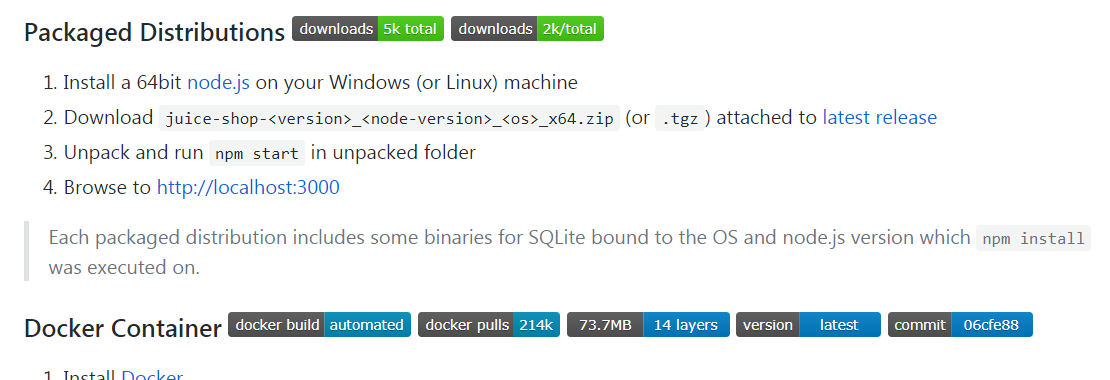 Packaged Distributions downloads 5k total downloads 2k/total
1. Install a 64bit node.js on your Windows (or Linux) machine
2. Download juice-shop-<version>_<node-version>_<os>_x64.zip (or .tgz) attached to latest release
3. Unpack and run npm start in unpacked folder
4. Browse to http://localhost:3000
Each packaged distribution includes some binaries for SQLite bound to the OS and node.js version which npm install
was executed on.
Docker Container docker build automated docker pulls 214k 73.7MB 14 layers version latest commit 06cfe88
1. Install Docker